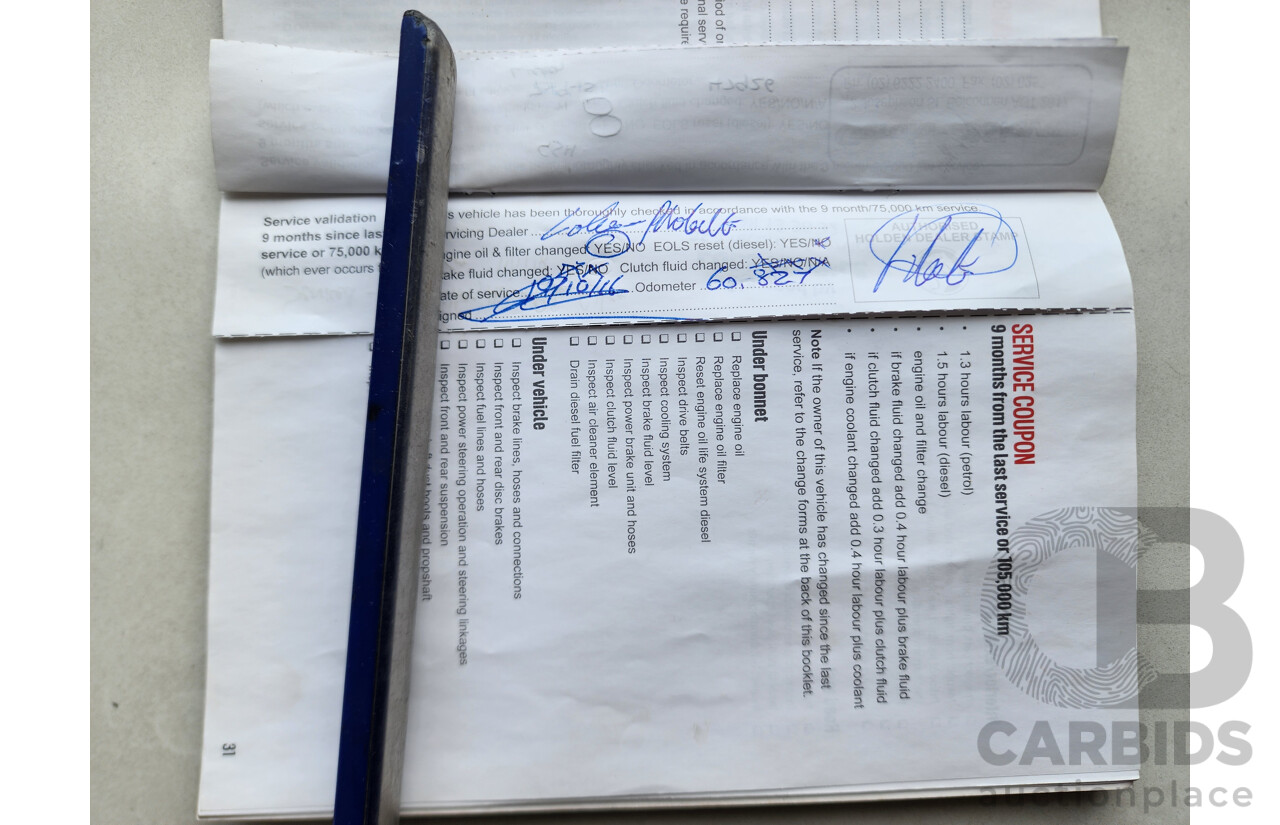 Service validation
9 months since las
service or 75,000 k
(which ever occurs
s vehicle has been thoroughly checked in accordance with the 9 month/75,000 km service.
rvicing Dealer
gine oil & filter changed: YES/NO EOLS reset (diesel): YES/NO
ake fluid changed: YES/NO Clutch fluid changed: YES/NO/NA
ate of service 19/10/16 Odometer 60,827
igned
AUTHORISED
HOLDEN DEALER STAMP
SERVICE COUPON
9 months from the last service or 105,000 km
• 1.3 hours labour (petrol)
• 1.5 hours labour (diesel)
engine oil and filter change
• if brake fluid changed add 0.4 hour labour plus brake fluid
• if clutch fluid changed add 0.3 hour labour plus clutch fluid
• if engine coolant changed add 0.4 hour labour plus coolant
Note If the owner of this vehicle has changed since the last
service, refer to the change forms at the back of this booklet.
Under bonnet
❑ Replace engine oil
❑ Replace engine oil filter
❑ Reset engine oil life system diesel
❑ Inspect drive belts
❑ Inspect cooling system
❑ Inspect brake fluid level
❑ Inspect power brake unit and hoses
❑ Inspect clutch fluid level
❑ Inspect air cleaner element
❑ Drain diesel fuel filter
Under vehicle
❑ Inspect brake lines, hoses and connections
❑ Inspect front and rear disc brakes
❑ Inspect fuel lines and hoses
❑ Inspect power steering operation and steering linkages
❑ Inspect front and rear suspension
boots and propshaft
31
CARBIDS
auctionplace